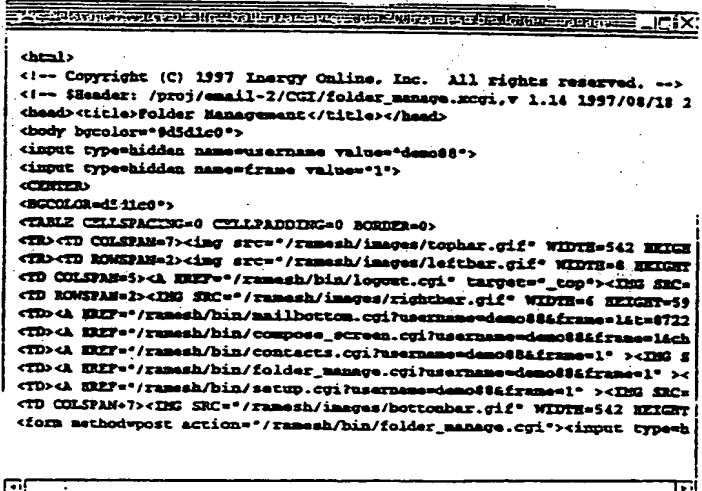 <html>
<!-- Copyright (C) 1997 Inergy Online, Inc. All rights reserved. -->
<!-- $Header: /proj/email-2/CGI/folder_manage.xcgi,v 1.14 1997/08/18 2
<head><title>Folder Management</title></head>
<body bgcolor="#d5d1c0">
<input type=hidden name=username value="demo88">
<input type=hidden name=frame value="1">
<CENTER>
<BGCOLOR=d5d1c0">
<TABLE CELLSPACING=0 CELLPADDING=0 BORDER=0>
<TR><TD COLSPAN=7><img src="/ramesh/images/topbar.gif" WIDTH=542 HEIGH
<TR><TD ROWSPAN=2><img src="/ramesh/images/leftbar.gif" WIDTH=8 HEIGHT
<TD COLSPAN=5><A HREF="/ramesh/bin/logout.cgi" target="_top"><IMG SRC=
<TD ROWSPAN=2><IMG SRC="/ramesh/images/rightbar.gif" WIDTH=6 HEIGHT=59
<TD><A HREF="/ramesh/bin/mailbottom.cgi?username=demo88&frame=1&t=8722
<TD><A HREF="/ramesh/bin/compose_screen.cgi?username=demo88&frame=1&ch
<TD><A HREF="/ramesh/bin/contacts.cgi?username=demo88&frame=1" ><IMG S
<TD><A HREF="/ramesh/bin/folder_manage.cgi?username=demo88&frame=1" ><
<TD><A HREF="/ramesh/bin/setup.cgi?username=demo88&frame=1" ><IMG SRC=
<TD COLSPAN+7><IMG SRC="/ramesh/images/bottombar.gif" WIDTH=542 HEIGHT
<form method=post action="/ramesh/bin/folder_manage.cgi"><input type=h